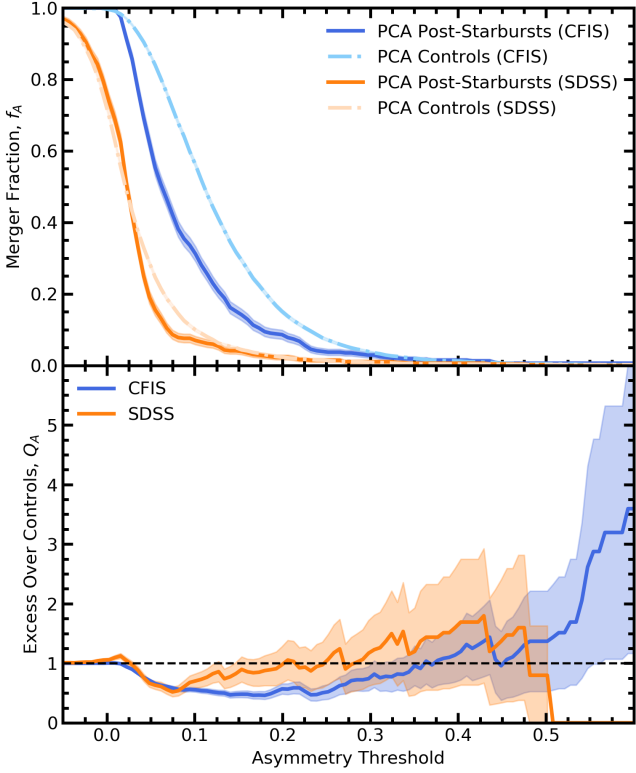 1.0
0.8
0.6
0.4
0.2
0.0
Merger Fraction, f_A
PCA Post-Starbursts (CFIS)
PCA Controls (CFIS)
PCA Post-Starbursts (SDSS)
PCA Controls (SDSS)
CFIS
SDSS
5
4
3
2
1
0
Excess Over Controls, Q_A
0.0 0.1 0.2 0.3 0.4 0.5
Asymmetry Threshold